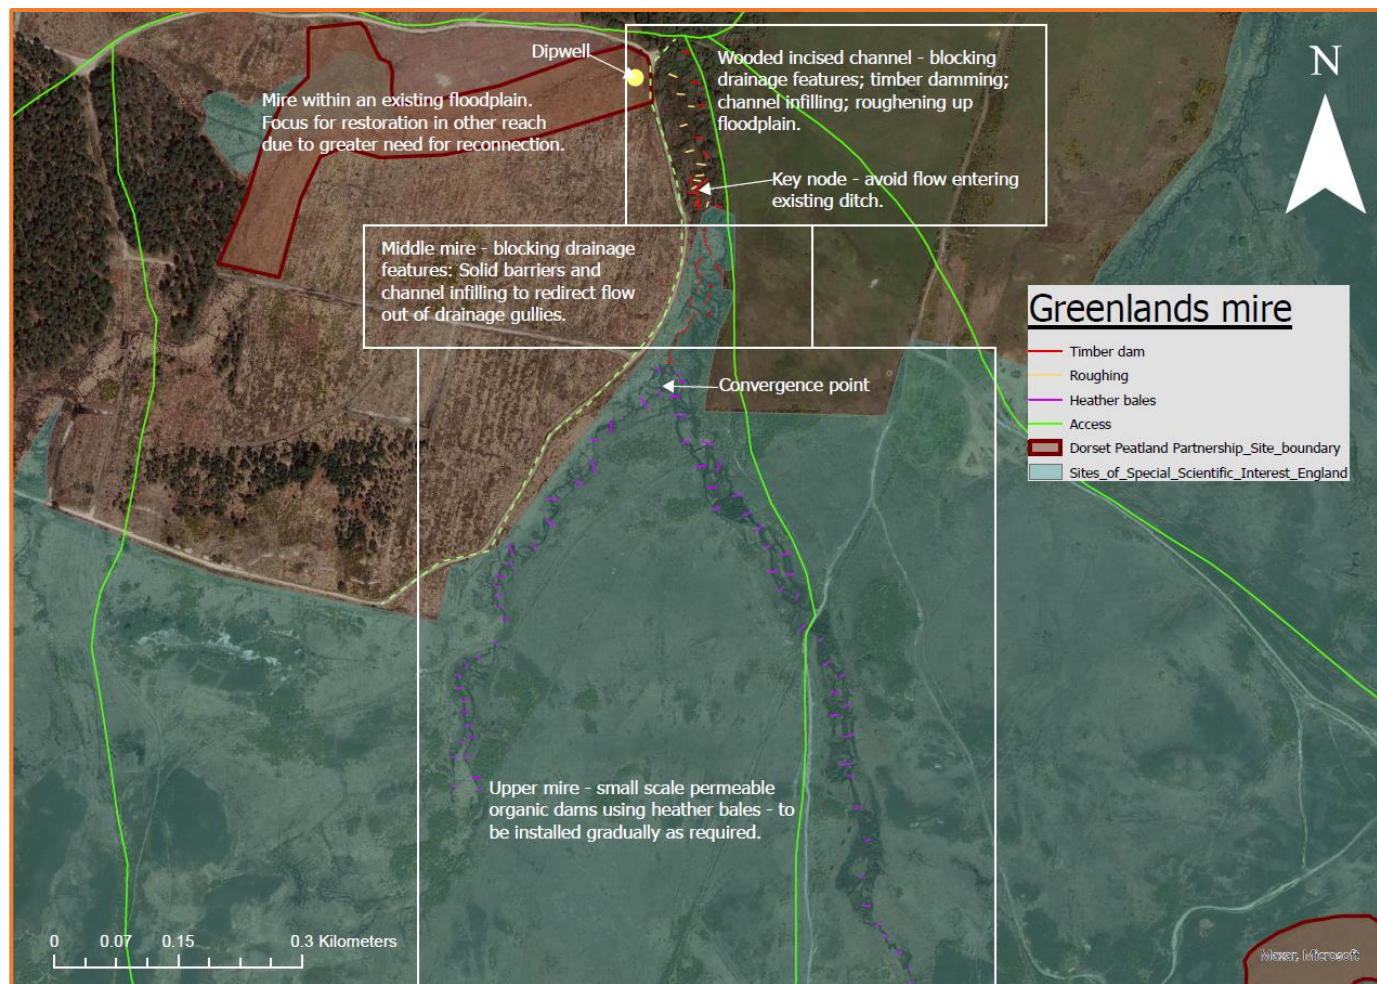 Dipwell
Wooded incised channel - blocking
drainage features; timber damming;
channel infilling; roughening up
floodplain.
N
Mire within an existing floodplain.
Focus for restoration in other reach
due to greater need for reconnection.
Key node - avoid flow entering
existing ditch.
Middle mire - blocking drainage
features: Solid barriers and
channel infilling to redirect flow
out of drainage gullies.
Convergence point
Greenlands mire
Timber dam
Roughing
Heather bales
Access
Dorset Peatland Partnership_Site_boundary
Sites_of_Special_Scientific_Interest_England
Upper mire - small scale permeable
organic dams using heather bales - to
be installed gradually as required.
0 0.07 0.15 0.3 Kilometers
Maxar, Microsoft